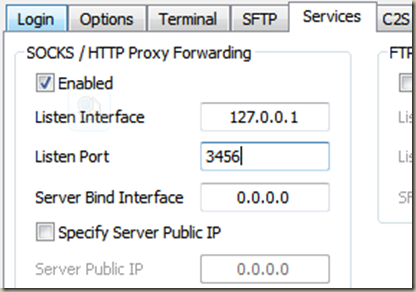 Login Options Terminal SFTP Services C2S
SOCKS / HTTP Proxy Forwarding
Enabled
Listen Interface 127.0.0.1
Listen Port 3456
Server Bind Interface 0.0.0.0
Specify Server Public IP
Server Public IP 0.0.0.0
FTP
Lis
Lis
SF